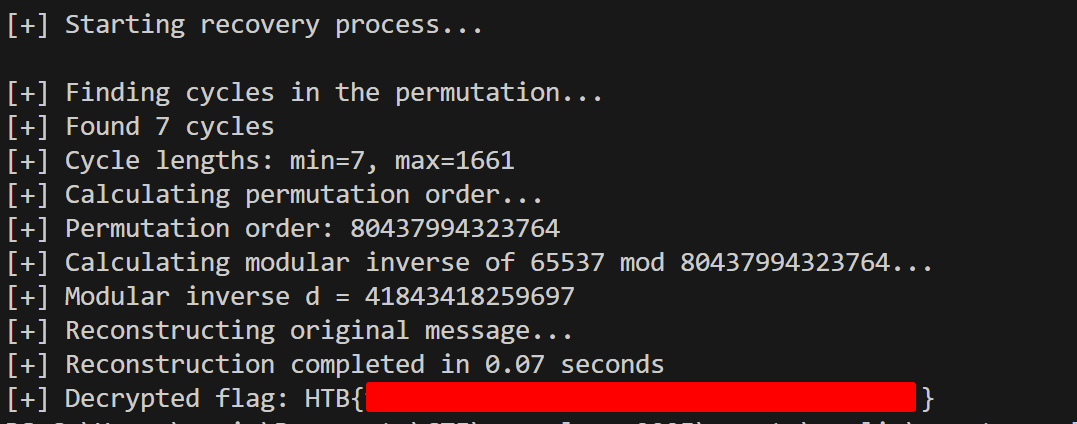 [+] Starting recovery process...
[+] Finding cycles in the permutation...
[+] Found 7 cycles
[+] Cycle lengths: min=7, max=1661
[+] Calculating permutation order...
[+] Permutation order: 80437994323764
[+] Calculating modular inverse of 65537 mod 80437994323764...
[+] Modular inverse d = 41843418259697
[+] Reconstructing original message...
[+] Reconstruction completed in 0.07 seconds
[+] Decrypted flag: HTB{ }